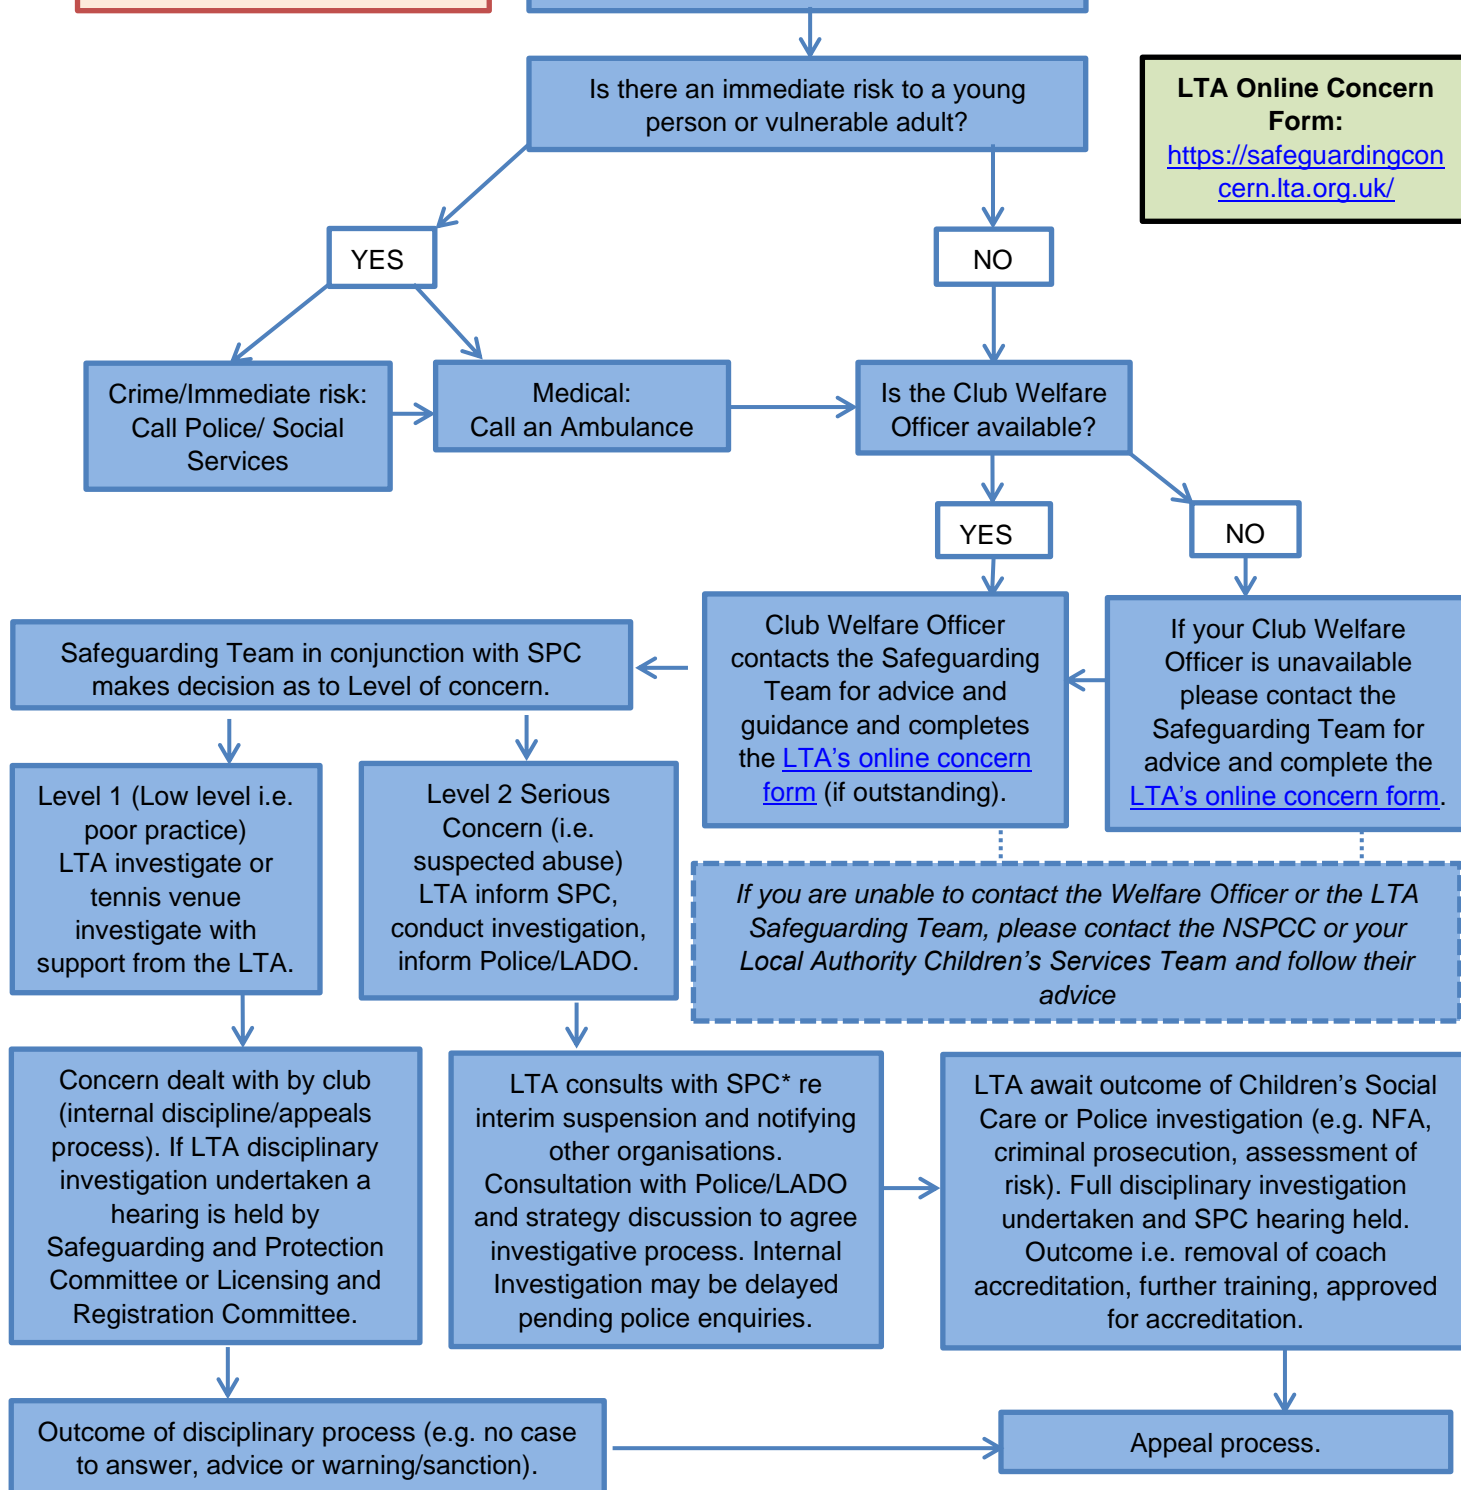 Is there an immediate risk to a young
person or vulnerable adult?
LTA Online Concern
Form:
https://safeguardingcon
cern.lta.org.uk/
YES
NO
Crime/Immediate risk:
Call Police/ Social
Services
Medical:
Call an Ambulance
Is the Club Welfare
Officer available?
YES
NO
Club Welfare Officer
contacts the Safeguarding
Team for advice and
guidance and completes
the LTA's online concern
form (if outstanding).
If your Club Welfare
Officer is unavailable
please contact the
Safeguarding Team for
advice and complete the
LTA's online concern form.
Safeguarding Team in conjunction with SPC
makes decision as to Level of concern.
Level 1 (Low level i.e.
poor practice)
LTA investigate or
tennis venue
investigate with
support from the LTA.
Level 2 Serious
Concern (i.e.
suspected abuse)
LTA inform SPC,
conduct investigation,
inform Police/LADO.
If you are unable to contact the Welfare Officer or the LTA
Safeguarding Team, please contact the NSPCC or your
Local Authority Children's Services Team and follow their
advice
Concern dealt with by club
(internal discipline/appeals
process). If LTA disciplinary
investigation undertaken a
hearing is held by
Safeguarding and Protection
Committee or Licensing and
Registration Committee.
LTA consults with SPC* re
interim suspension and notifying
other organisations.
Consultation with Police/LADO
and strategy discussion to agree
investigative process. Internal
Investigation may be delayed
pending police enquiries.
LTA await outcome of Children's Social
Care or Police investigation (e.g. NFA,
criminal prosecution, assessment of
risk). Full disciplinary investigation
undertaken and SPC hearing held.
Outcome i.e. removal of coach
accreditation, further training, approved
for accreditation.
Outcome of disciplinary process (e.g. no case
to answer, advice or warning/sanction).
Appeal process.